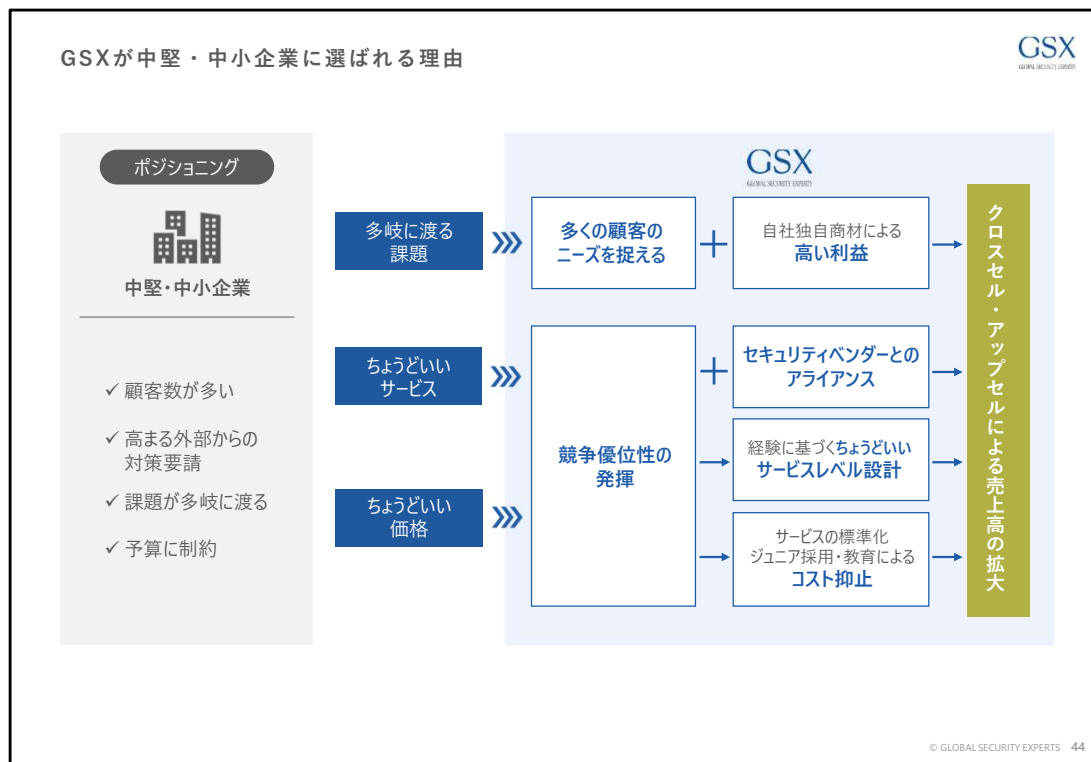 GSXが中堅・中小企業に選ばれる理由
GSX
GLOBAL SECURITY EXPERTS
ポジショニング
中堅・中小企業
✓ 顧客数が多い
✓ 高まる外部からの
対策要請
✓ 課題が多岐に渡る
✓ 予算に制約
GSX
GLOBAL SECURITY EXPERTS
多岐に渡る
課題
多くの顧客の
ニーズを捉える
＋
自社独自商材による
高い利益
ちょうどいい
サービス
ちょうどいい
価格
競争優位性の
発揮
＋
セキュリティベンダーとの
アライアンス
経験に基づくちょうどいい
サービスレベル設計
サービスの標準化
ジュニア採用・教育による
コスト抑止
クロスセル・アップセルによる売上高の拡大
© GLOBAL SECURITY EXPERTS 44